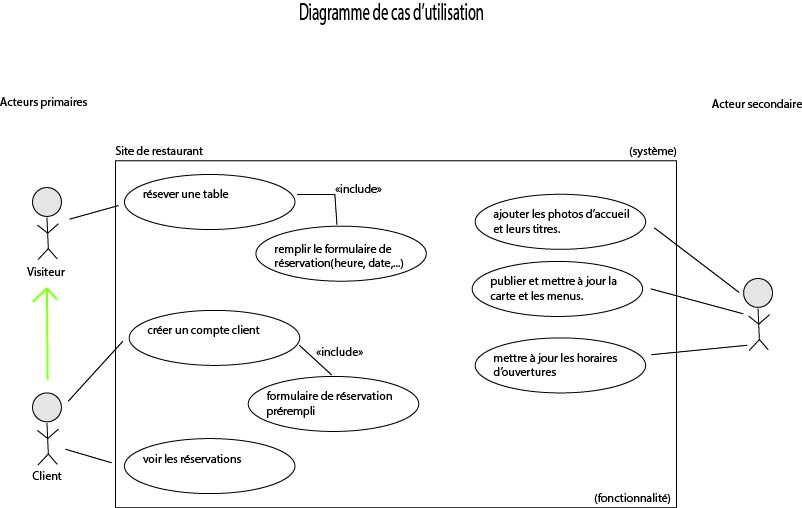 Diagramme de cas d'utilisation
Acteurs primaires
Acteur secondaire
Site de restaurant
(système)
résever une table
«include»
remplir le formulaire de
réservation(heure, date,...)
Visiteur
créer un compte client
«include»
formulaire de réservation
prérempli
Client
voir les réservations
ajouter les photos d'accueil
et leurs titres.
publier et mettre à jour la
carte et les menus.
mettre à jour les horaires
d'ouvertures
(fonctionnalité)